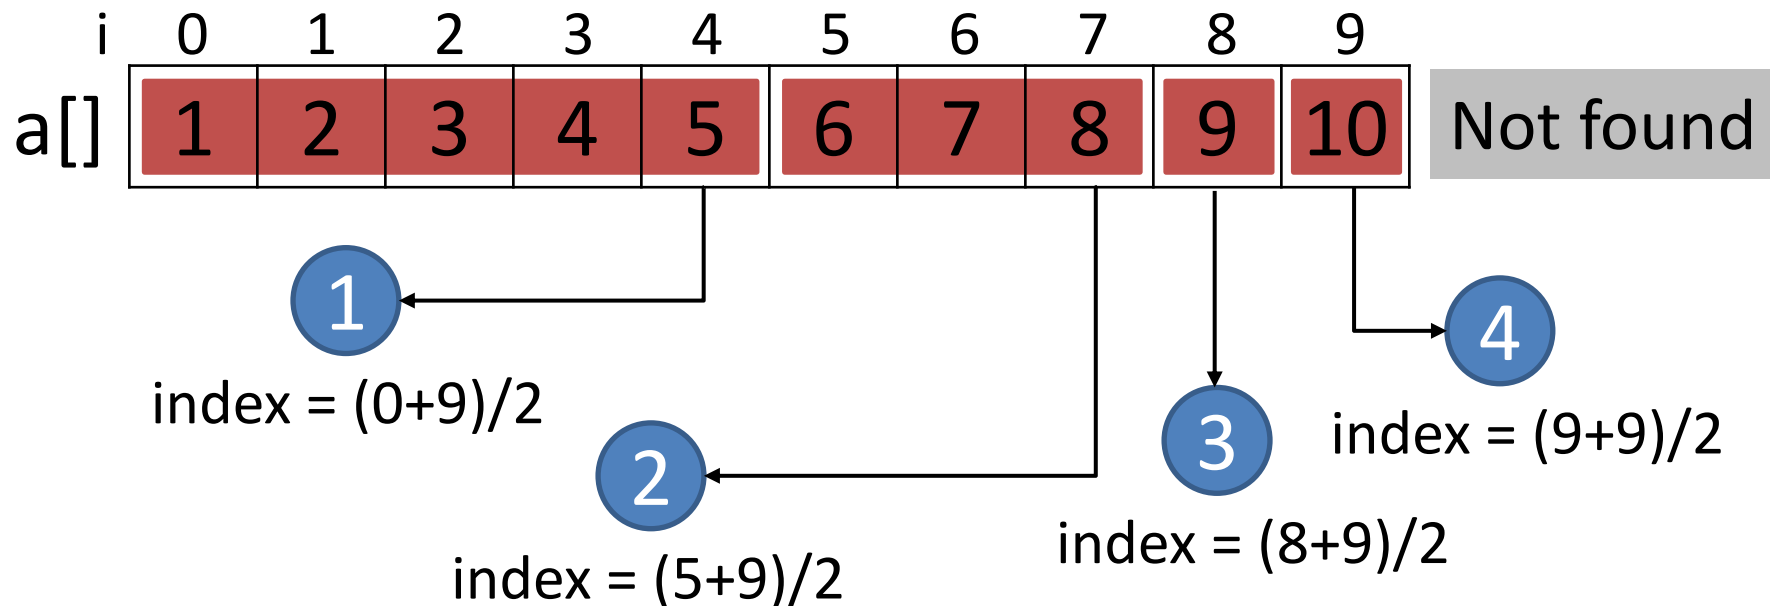 i 0 1 2 3 4 5 6 7 8 9
a[] 1 2 3 4 5 6 7 8 9 10 Not found
1
index = (0+9)/2
2
index = (5+9)/2
3
index = (8+9)/2
4
index = (9+9)/2